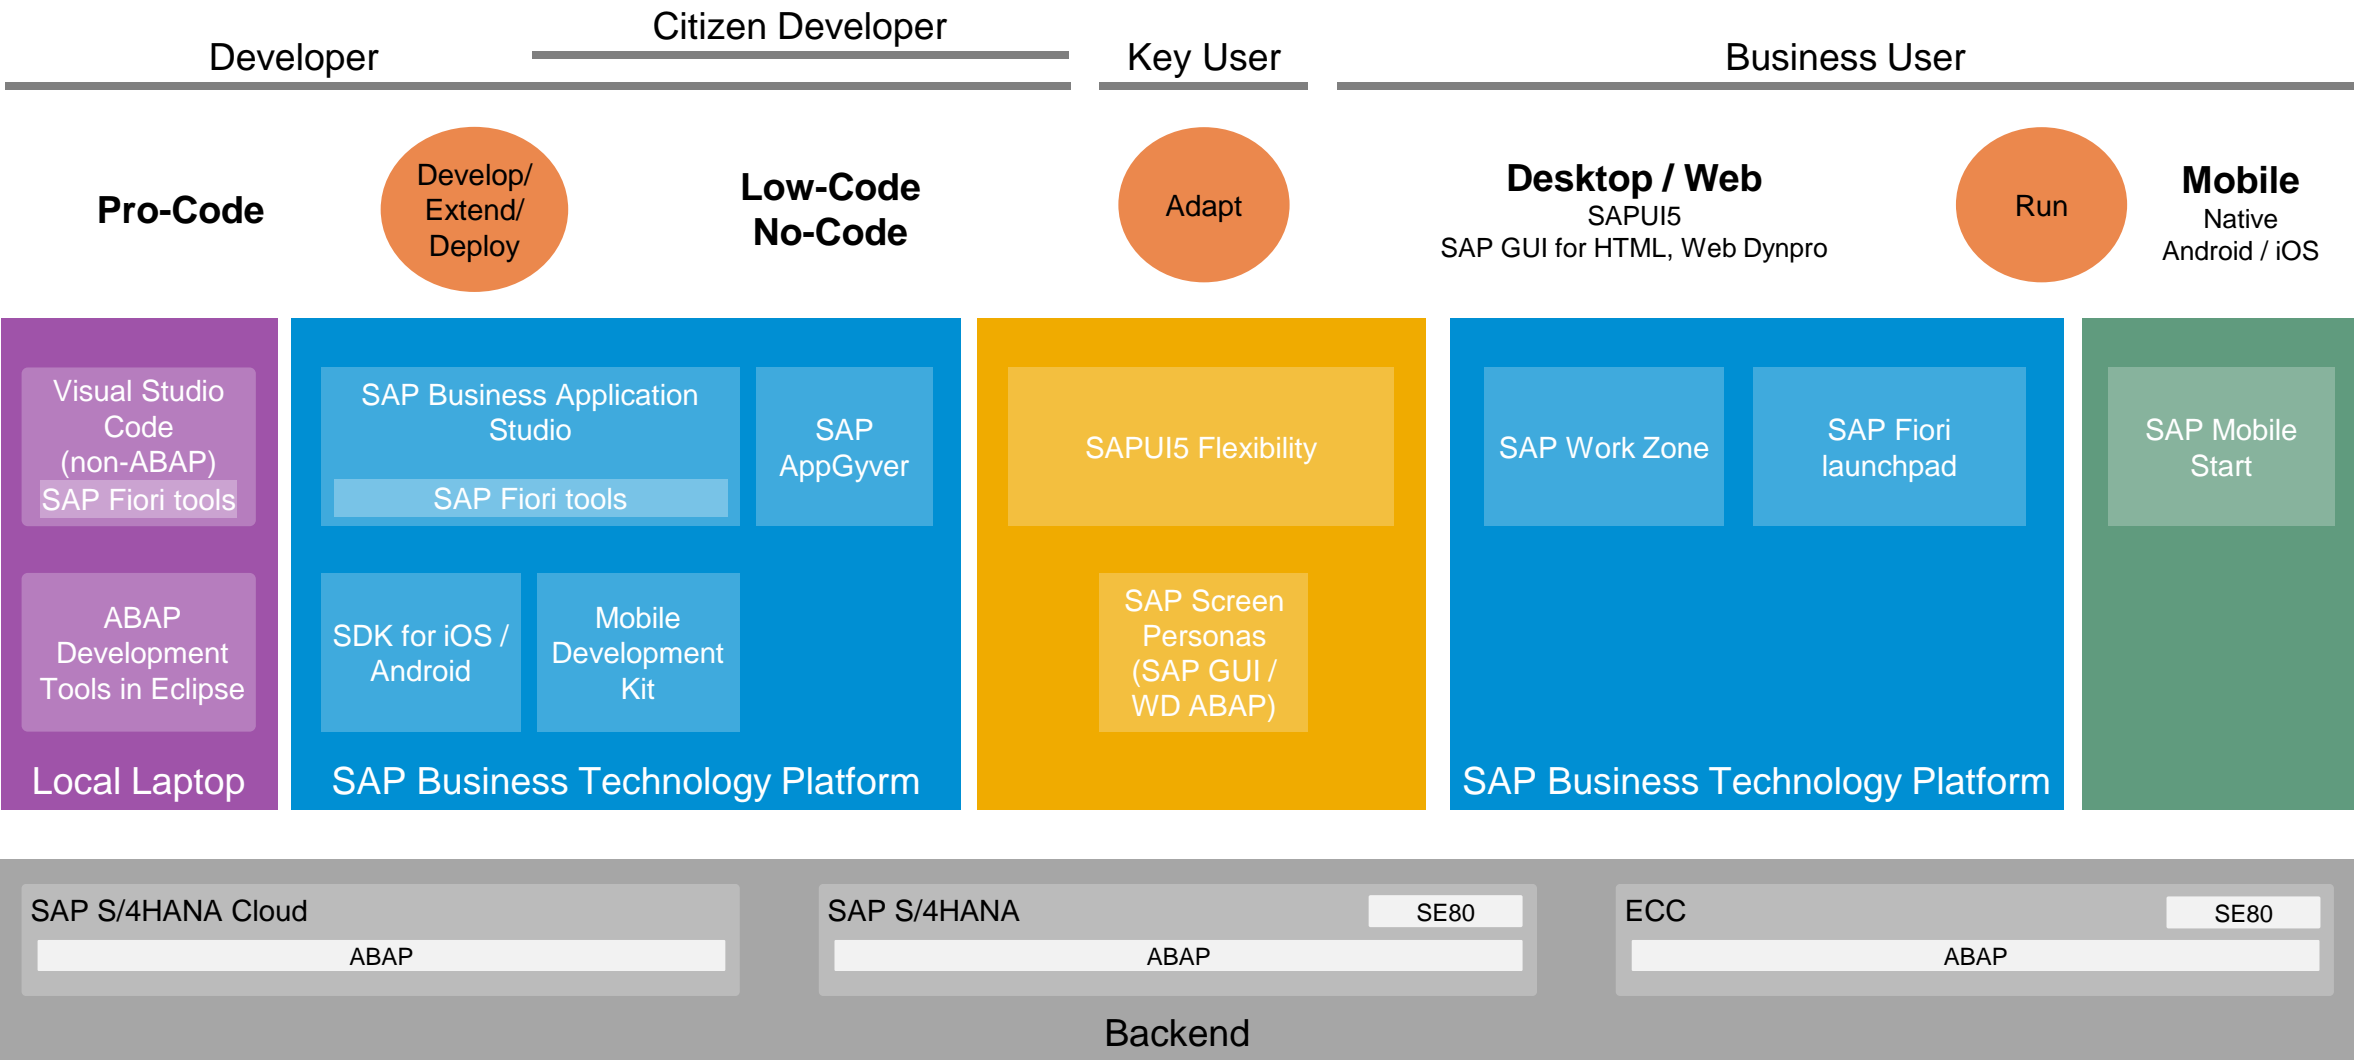 Developer
Citizen Developer
Key User
Business User
Pro-Code
Develop/
Extend/
Deploy
Low-Code
No-Code
Adapt
Desktop / Web
SAPUI5
SAP GUI for HTML, Web Dynpro
Run
Mobile
Native
Android / iOS
Visual Studio
Code
(non-ABAP)
SAP Fiori tools
ABAP
Development
Tools in Eclipse
Local Laptop
SAP Business Application
Studio
SAP Fiori tools
SAP
AppGyver
SDK for iOS /
Android
Mobile
Development
Kit
SAP Business Technology Platform
SAPUI5 Flexibility
SAP Screen
Personas
(SAP GUI /
WD ABAP)
SAP Work Zone
SAP Fiori
launchpad
SAP Business Technology Platform
SAP Mobile
Start
SAP S/4HANA Cloud
ABAP
SAP S/4HANA
SE80
ABAP
ECC
SE80
ABAP
Backend